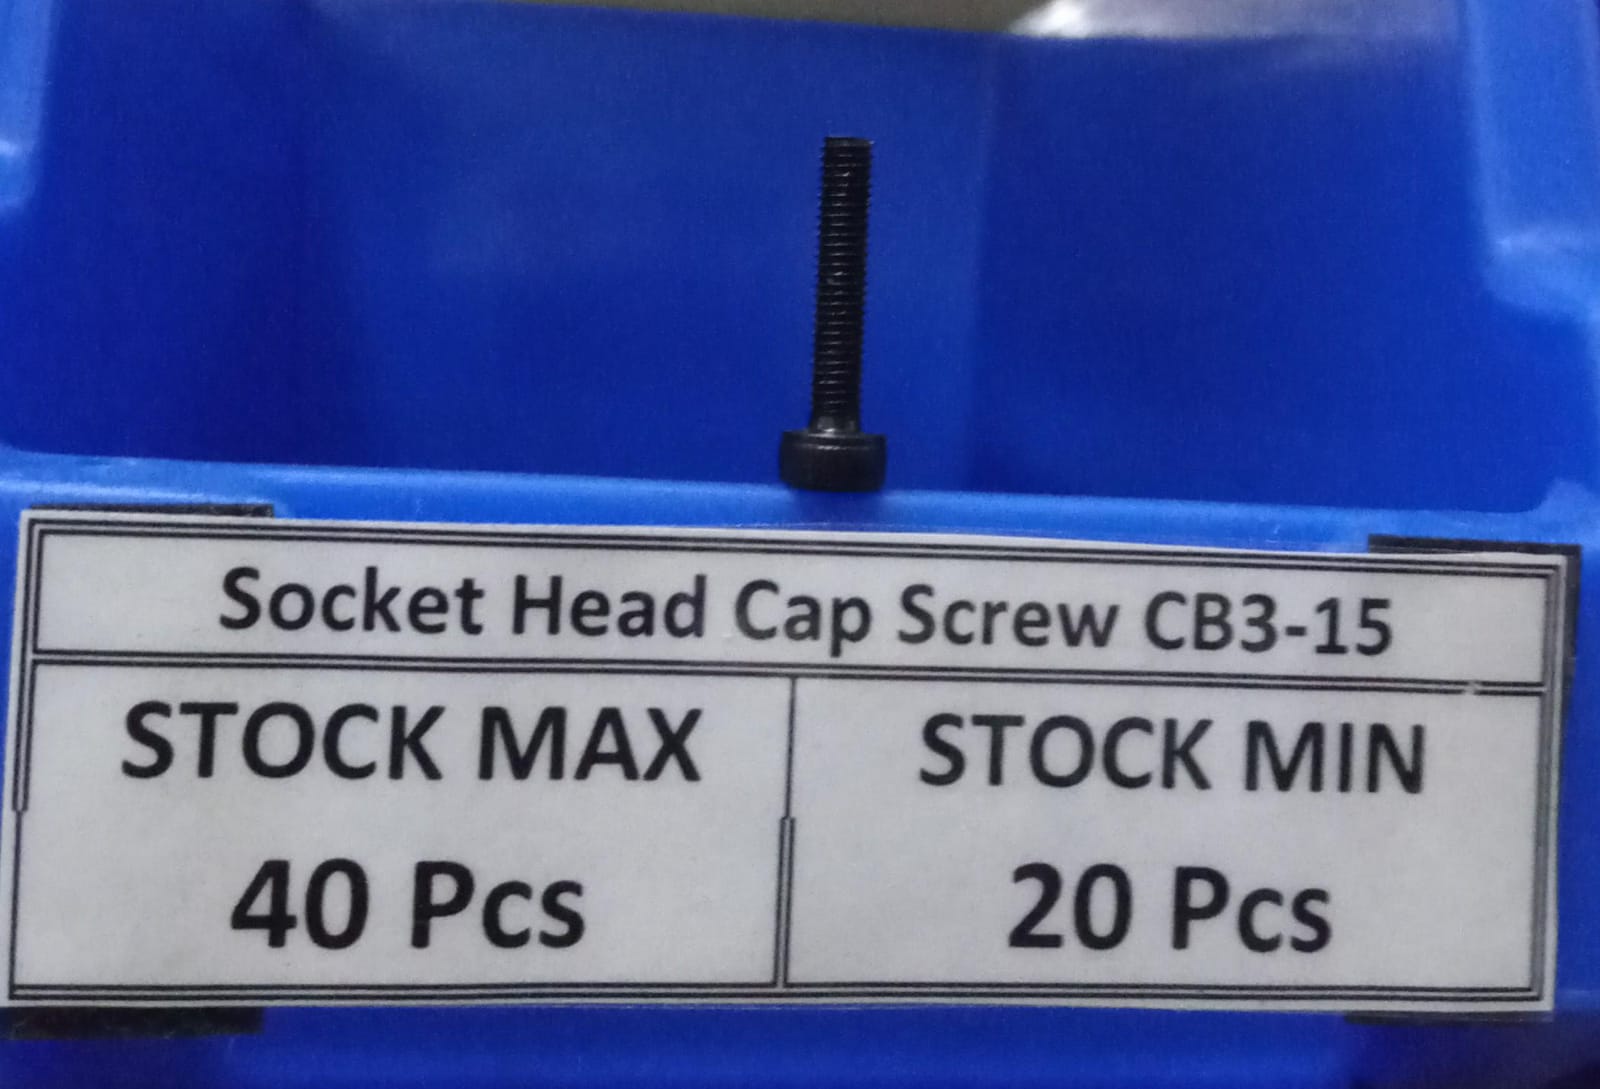 Socket Head Cap Screw CB3-15
STOCK MAX
STOCK MIN
40 Pcs
20 Pcs